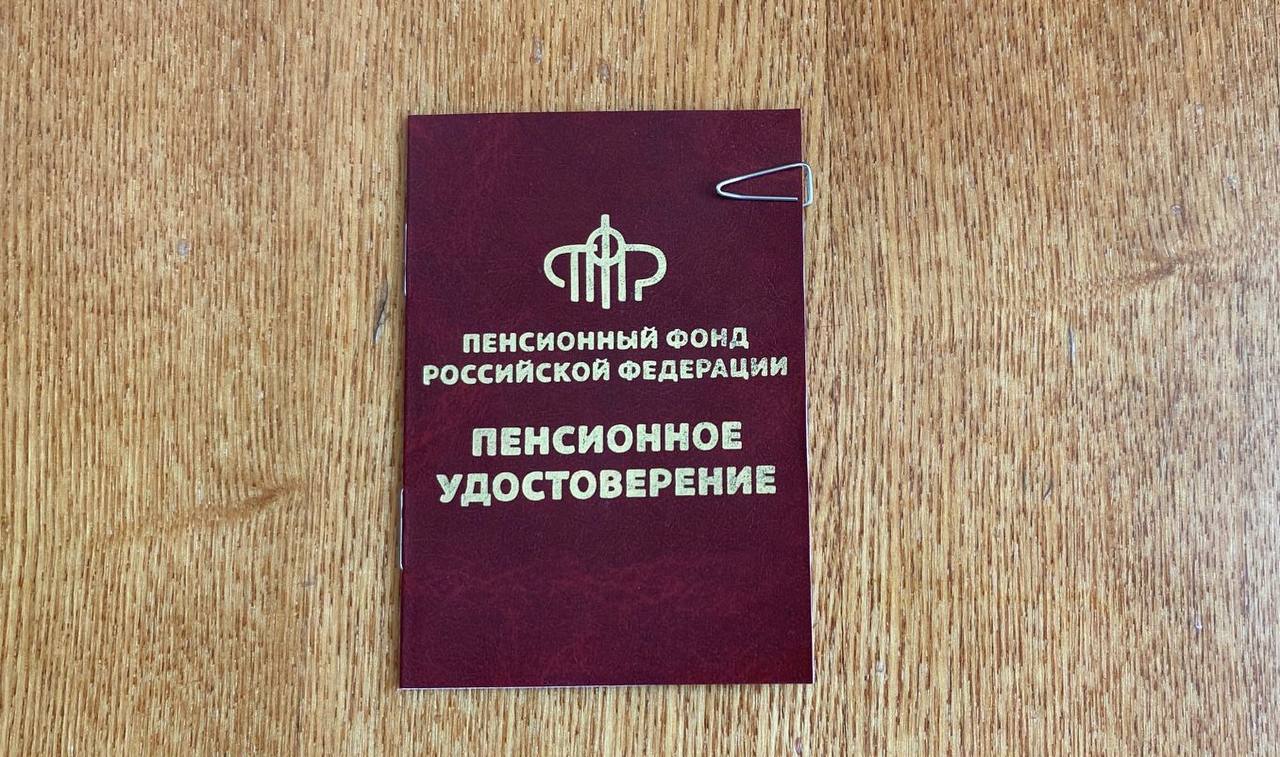 ПЕНСИОННЫЙ ФОНД
РОССИЙСКОЙ ФЕДЕРАЦИИ
ПЕНСИОННОЕ
УДОСТОВЕРЕНИЕ